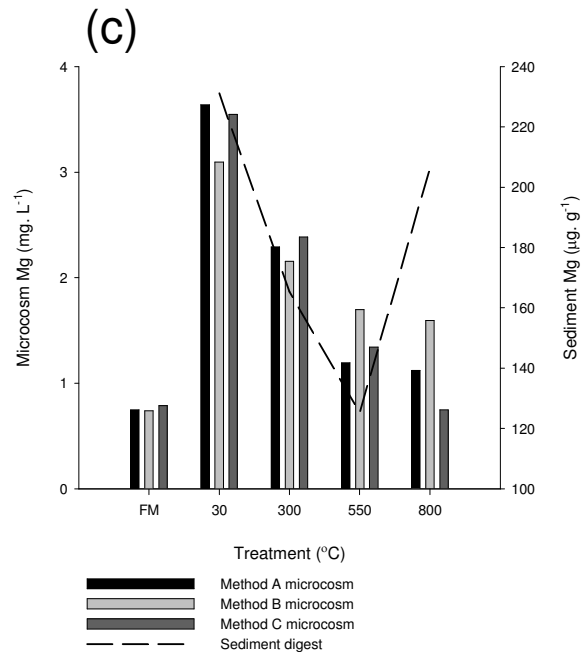 (c)
Microcosm Mg (mg. L-1)
4
3
2
1
0
Sediment Mg (µg. g-1)
240
220
200
180
160
140
120
100
FM
30
300
550
800
Treatment (ºC)
Method A microcosm
Method B microcosm
Method C microcosm
Sediment digest